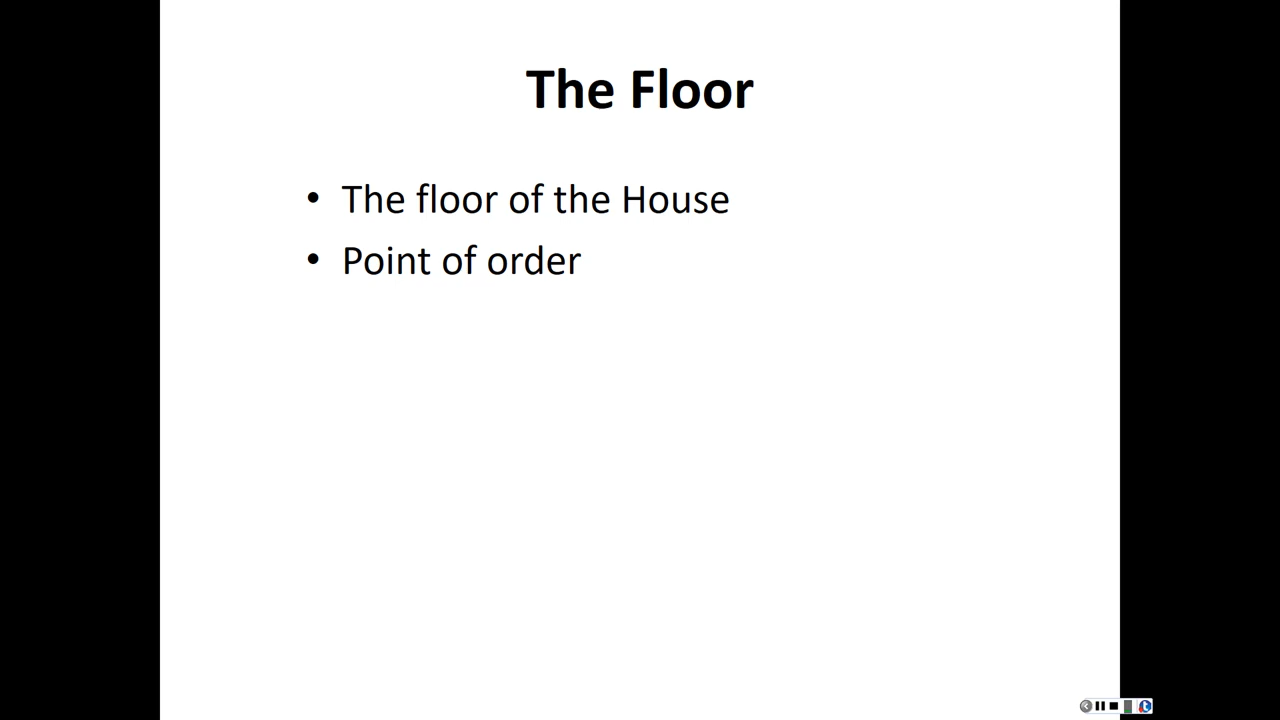 The Floor
• The floor of the House
• Point of order